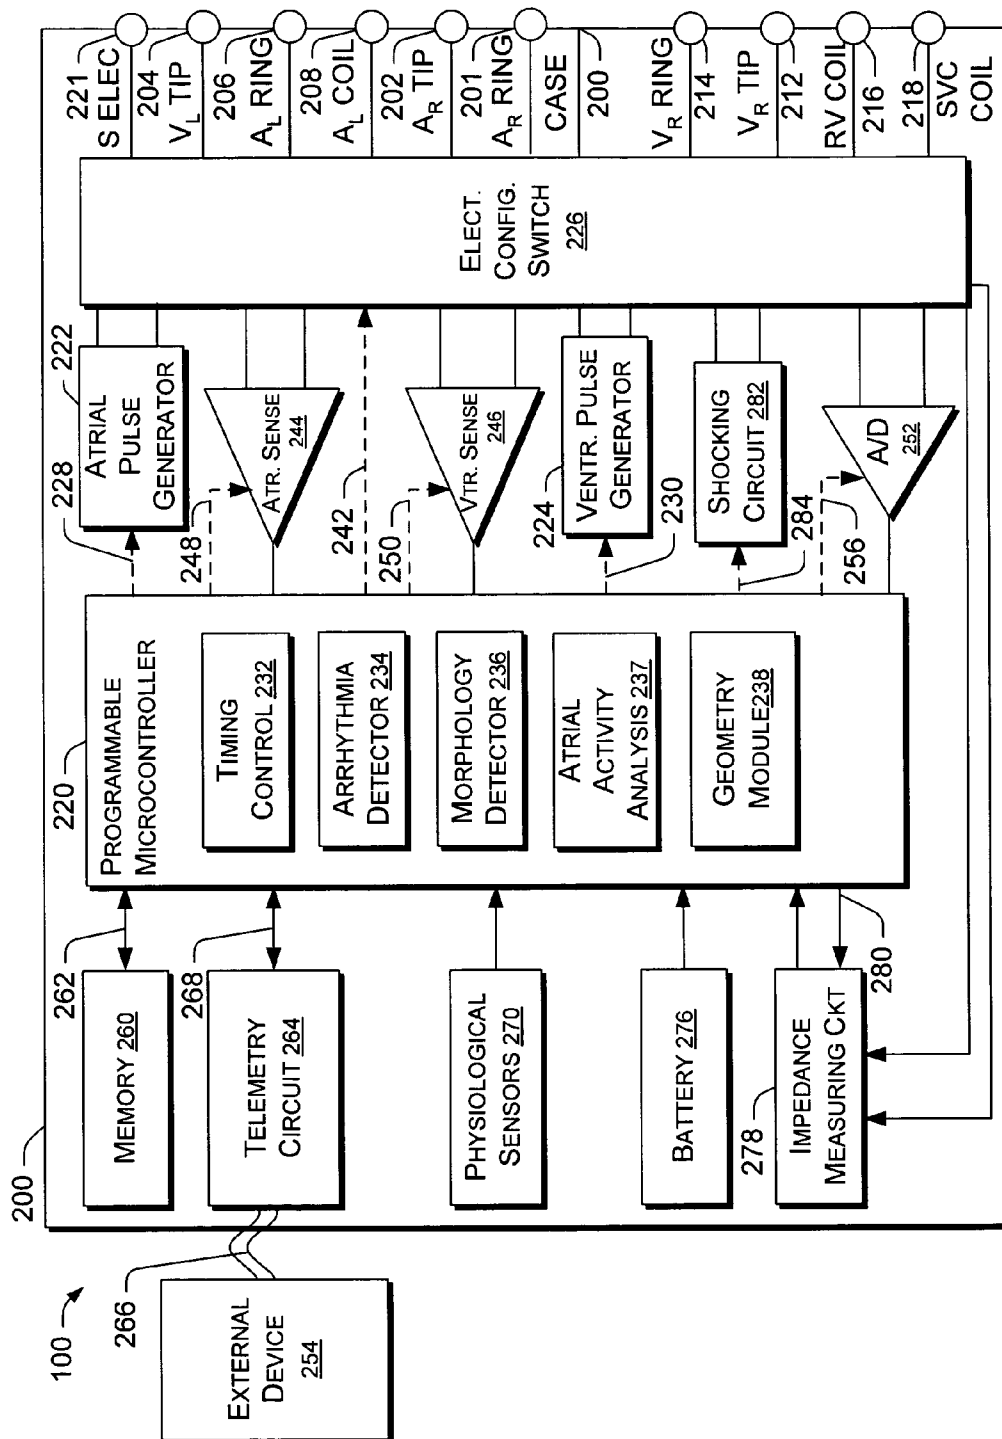 100
EXTERNAL
DEVICE
254
266
200
MEMORY 260
262
TELEMETRY
CIRCUIT 264
268
PHYSIOLOGICAL
SENSORS 270
BATTERY 276
278
IMPEDANCE
MEASURING CKT
280
220
PROGRAMMABLE
MICROCONTROLLER
TIMING
CONTROL 232
ARRHYTHMIA
DETECTOR 234
MORPHOLOGY
DETECTOR 236
ATRIAL
ACTIVITY
ANALYSIS 237
GEOMETRY
MODULE 238
228
222
ATRIAL
PULSE
GENERATOR
248
ATR. SENSE
244
242
250
VTR. SENSE
246
224
VENTR. PULSE
GENERATOR
230
SHOCKING
CIRCUIT 282
284
256
A/D
252
ELECT.
CONFIG.
SWITCH
226
221
S ELEC
204
VL TIP
206
AL RING
208
AL COIL
202
AR TIP
201
AR RING
CASE
200
VR RING
214
VR TIP
212
RV COIL
216
218
SVC
COIL